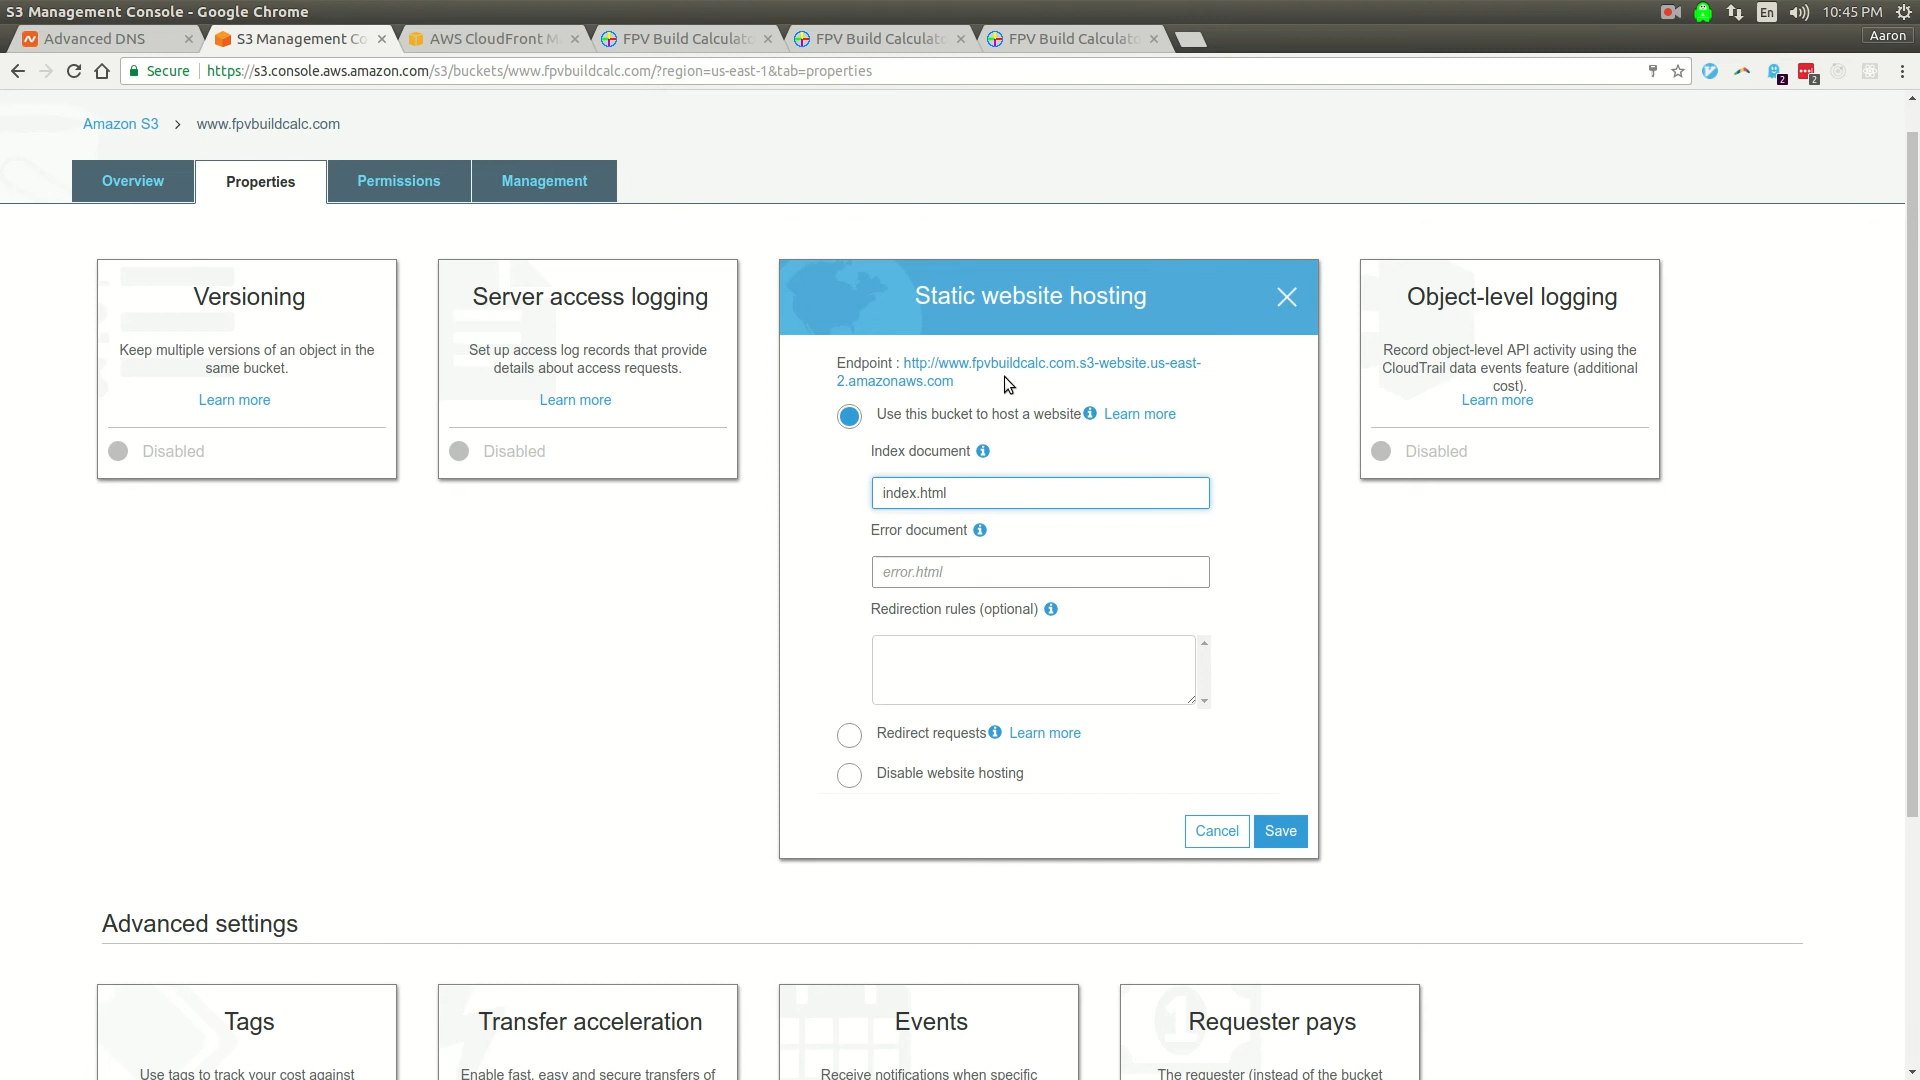 S3 Management Console - Google Chrome
En
10:45 PM
Advanced DNS
S3 Management Co
AWS CloudFront M
FPV Build Calculato
FPV Build Calculato
FPV Build Calculato
Aaron
Secure
https://s3.console.aws.amazon.com/s3/buckets/www.fpvbuildcalc.com/?region=us-east-1&tab=properties
2
2
Amazon S3 > www.fpvbuildcalc.com
Overview
Properties
Permissions
Management
Versioning
Keep multiple versions of an object in the
same bucket.
Learn more
Disabled
Server access logging
Set up access log records that provide
details about access requests.
Learn more
Disabled
Static website hosting
Endpoint : http://www.fpvbuildcalc.com.s3-website.us-east-
2.amazonaws.com
Use this bucket to host a website Learn more
Index document
index.html
Error document
error.html
Redirection rules (optional)
Redirect requests Learn more
Disable website hosting
Cancel
Save
Object-level logging
Record object-level API activity using the
CloudTrail data events feature (additional
cost).
Learn more
Disabled
Advanced settings
Tags
Use tags to track your cost against
Transfer acceleration
Enable fast, easy and secure transfers of
Events
Receive notifications when specific
Requester pays
The requester (instead of the bucket